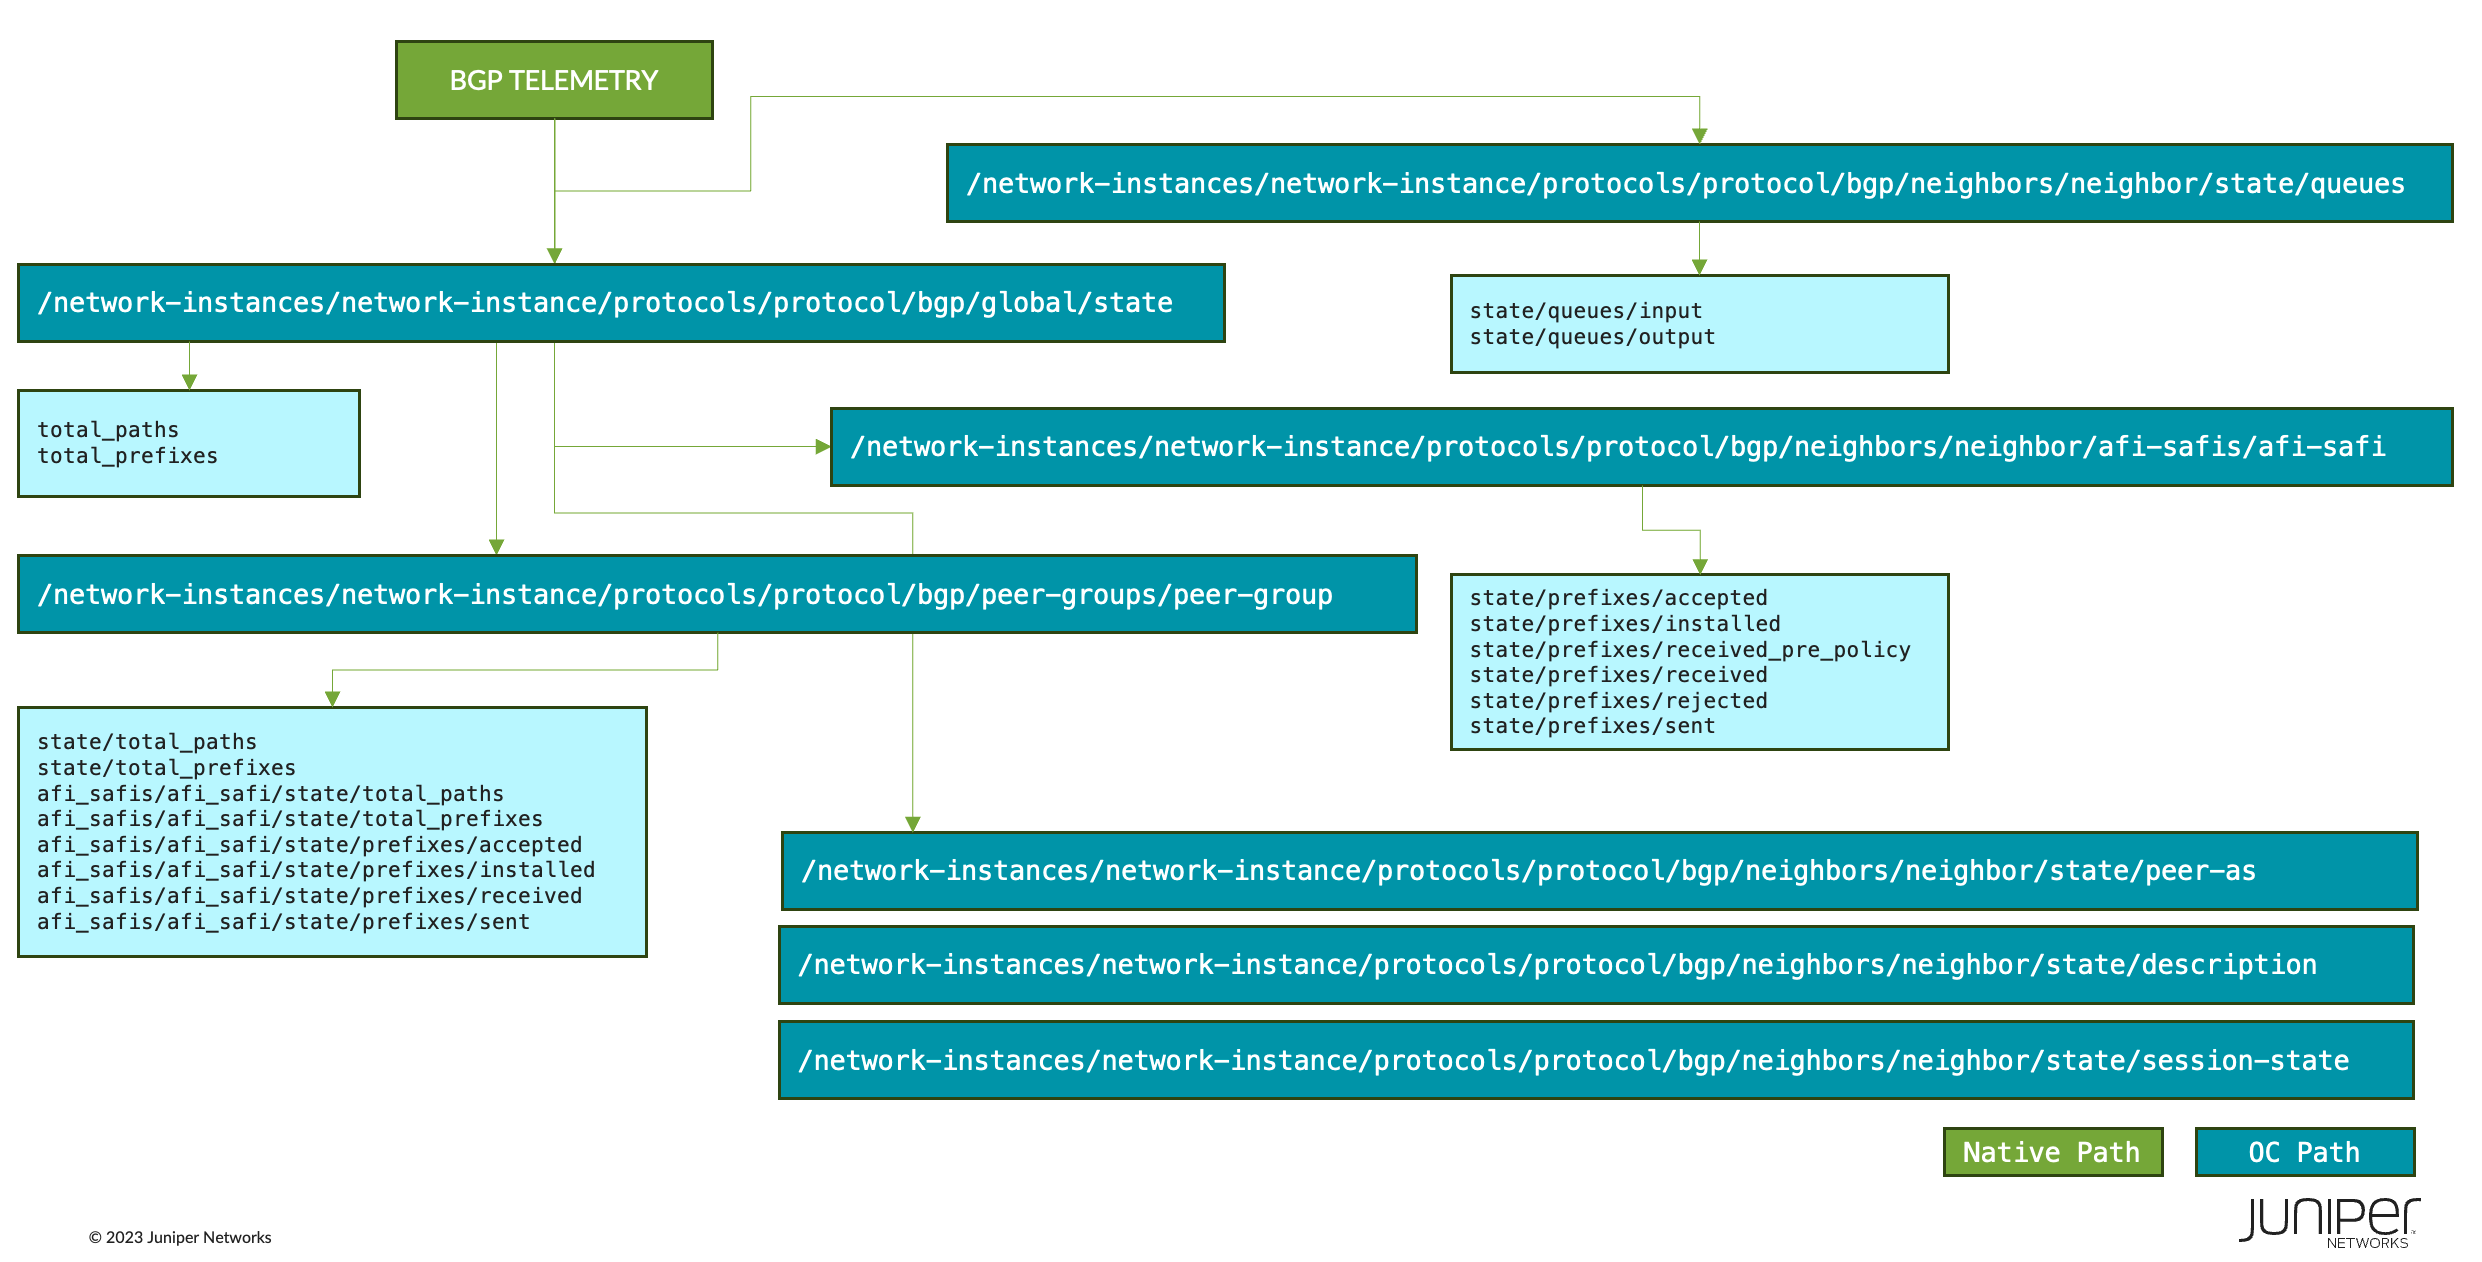 BGP TELEMETRY
/network-instances/network-instance/protocols/protocol/bgp/neighbors/neighbor/state/queues
/network-instances/network-instance/protocols/protocol/bgp/global/state
state/queues/input
state/queues/output
total_paths
total_prefixes
/network-instances/network-instance/protocols/protocol/bgp/neighbors/neighbor/afi-safis/afi-safi
/network-instances/network-instance/protocols/protocol/bgp/peer-groups/peer-group
state/prefixes/accepted
state/prefixes/installed
state/prefixes/received_pre_policy
state/prefixes/received
state/prefixes/rejected
state/prefixes/sent
state/total_paths
state/total_prefixes
afi_safis/afi_safi/state/total_paths
afi_safis/afi_safi/state/total_prefixes
afi_safis/afi_safi/state/prefixes/accepted
afi_safis/afi_safi/state/prefixes/installed
afi_safis/afi_safi/state/prefixes/received
afi_safis/afi_safi/state/prefixes/sent
/network-instances/network-instance/protocols/protocol/bgp/neighbors/neighbor/state/peer-as
/network-instances/network-instance/protocols/protocol/bgp/neighbors/neighbor/state/description
/network-instances/network-instance/protocols/protocol/bgp/neighbors/neighbor/state/session-state
Native Path
OC Path
© 2023 Juniper Networks
JUNIPER
NETWORKS